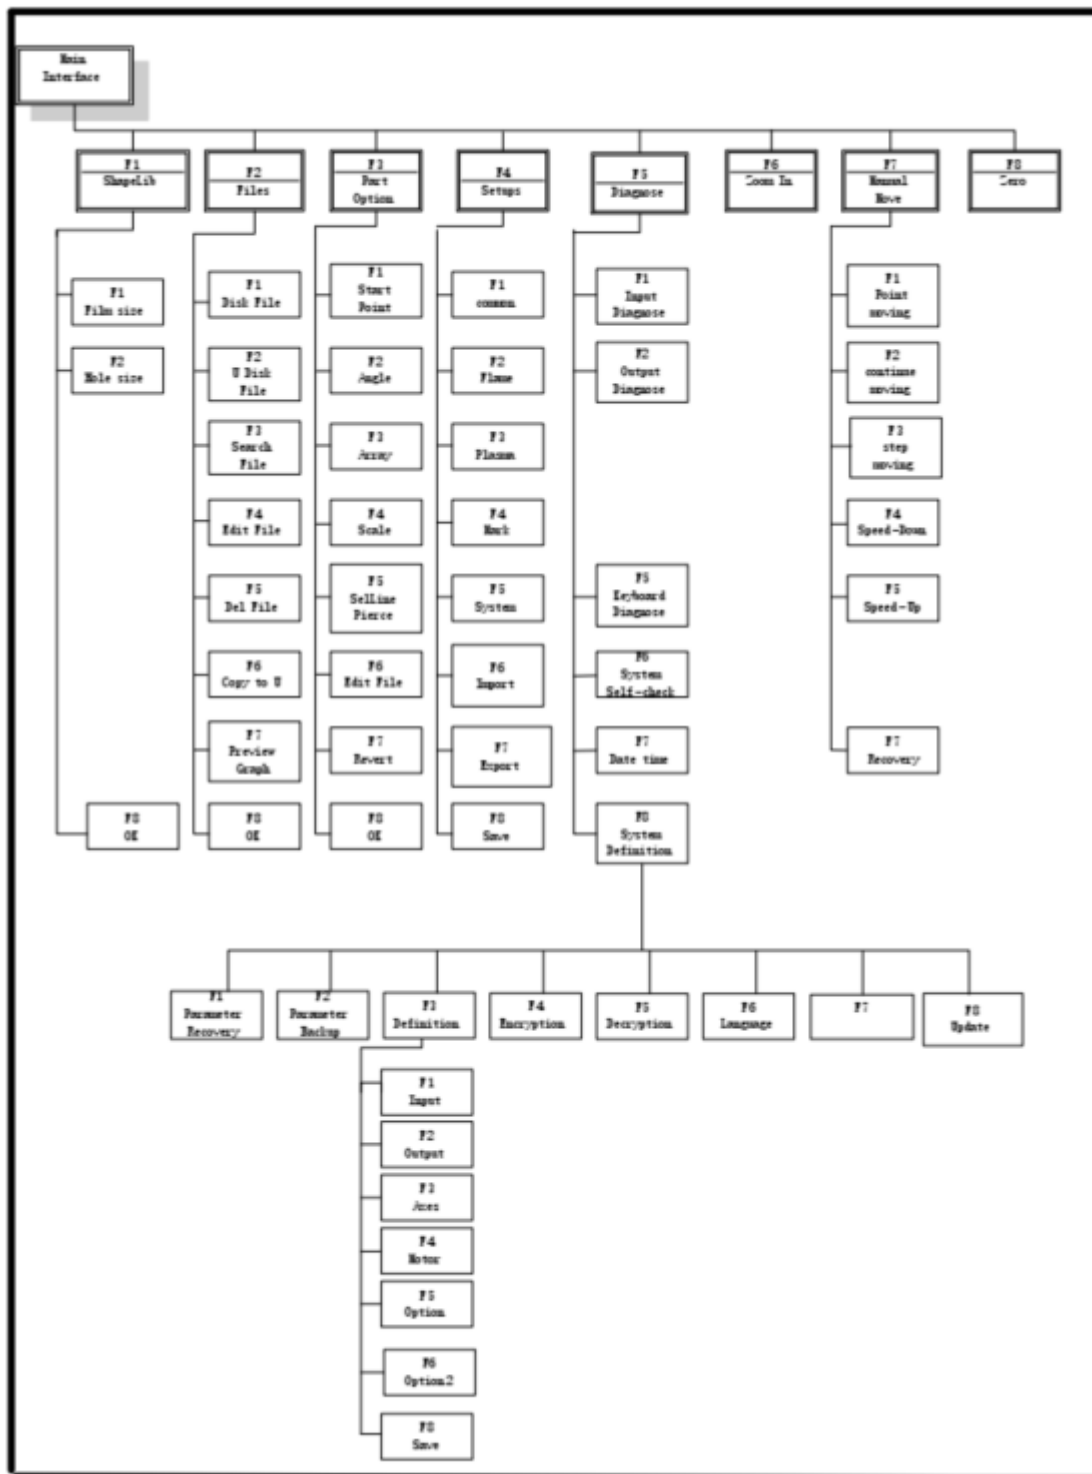 Main
Interface
F1
ShapeLib
F2
Files
F3
Part
Option
F4
Setups
F5
Diagnose
F6
Zoom In
F7
Manual
Move
F8
Zero
F1
Film size
F2
Hole size
F8
OK
F1
Disk File
F2
U Disk
File
F3
Search
File
F4
Edit File
F5
Del File
F6
Copy to U
F7
Preview
Graph
F8
OK
F1
Start
Point
F2
Angle
F3
Array
F4
Scale
F5
SelLine
Pierce
F6
Edit File
F7
Revert
F8
OK
F1
common
F2
Flame
F3
Plasma
F4
Mark
F5
System
F6
Import
F7
Export
F8
Save
F1
Input
Diagnose
F2
Output
Diagnose
F5
Keyboard
Diagnose
F6
System
Self-check
F7
Date time
F8
System
Definition
F1
Point
moving
F2
continue
moving
F3
step
moving
F4
Speed-Down
F5
Speed-Up
F7
Recovery
F1
Parameter
Recovery
F2
Parameter
Backup
F3
Definition
F4
Encryption
F5
Decryption
F6
Language
F7
F8
Update
F1
Input
F2
Output
F3
Axes
F4
Motor
F5
Option
F6
Option2
F8
Save